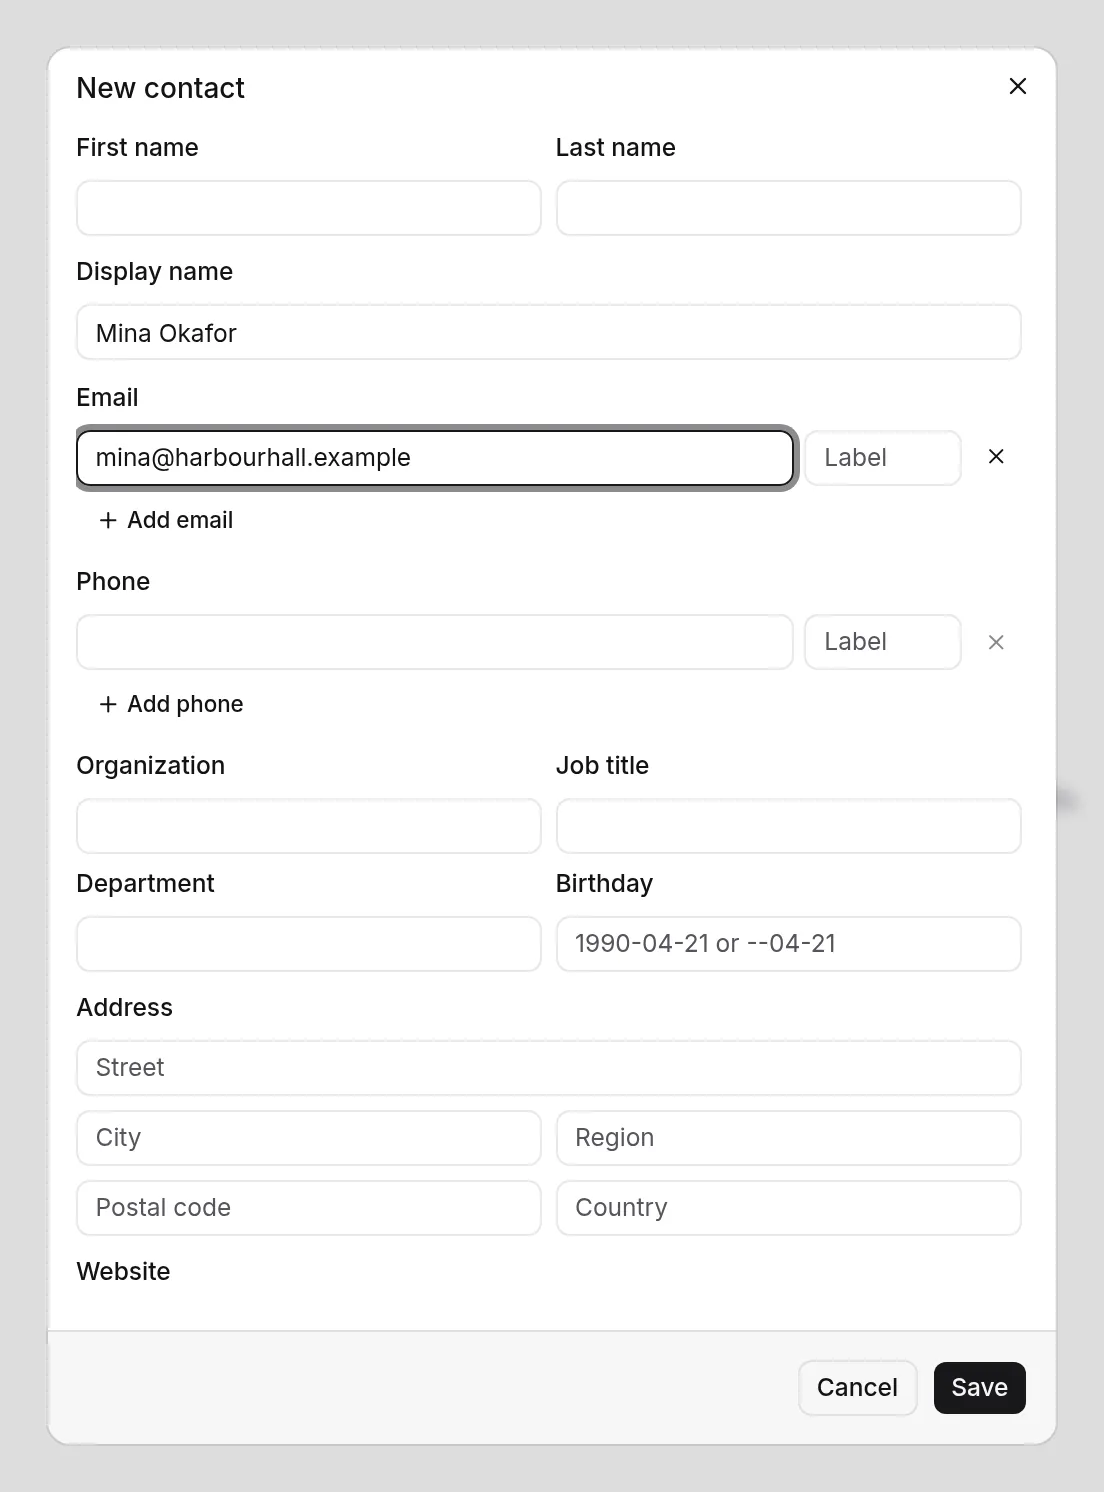 New contact
First name Last name
Display name
Mina Okafor
Email
mina@harbourhall.example Label
Add email
Phone
Label
Add phone
Organization Job title
Department Birthday
1990-04-21 or --04-21
Address
Street
City Region
Postal code Country
Website
Cancel Save